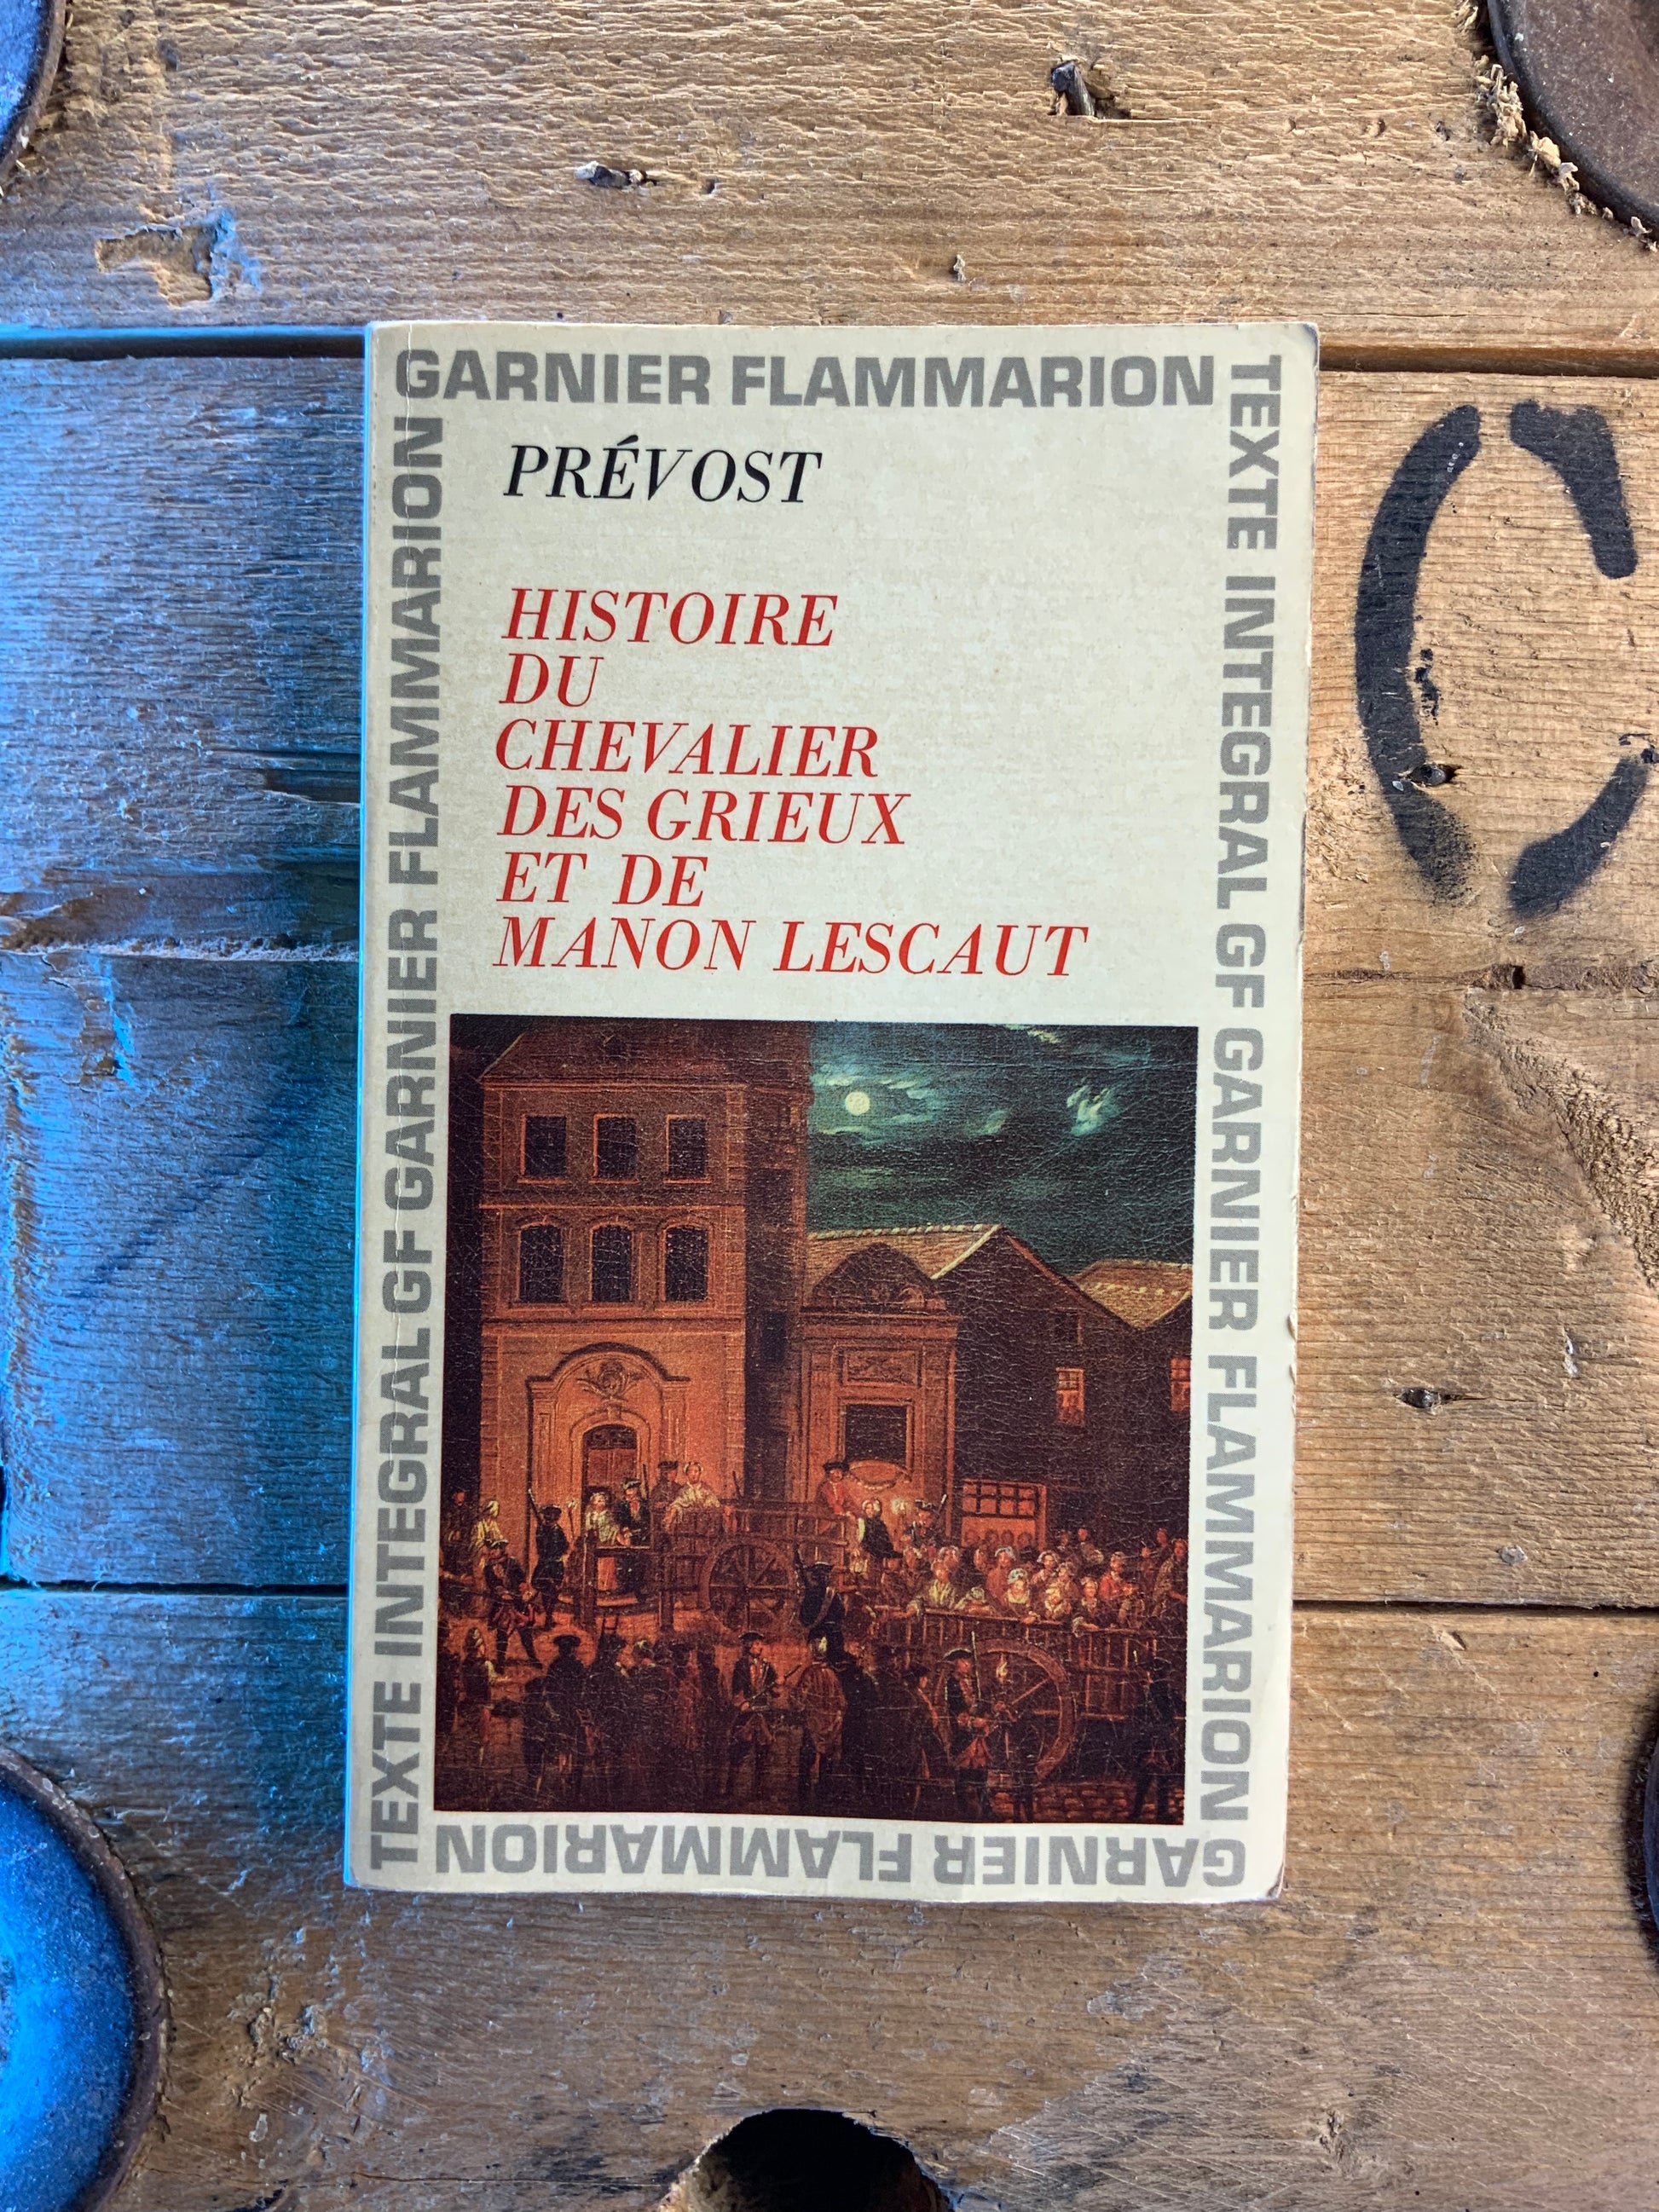 GARNIER FLAMMARION
TEXTE INTEGRAL GF GARNIER FLAMMARION
PRÉVOST
HISTOIRE
DU
CHEVALIER
DES GRIEUX
ET DE
MANON LESCAUT
TEXTE INTEGRAL GF GARNIER FLAMMARION
GARNIER FLAMMARION
C